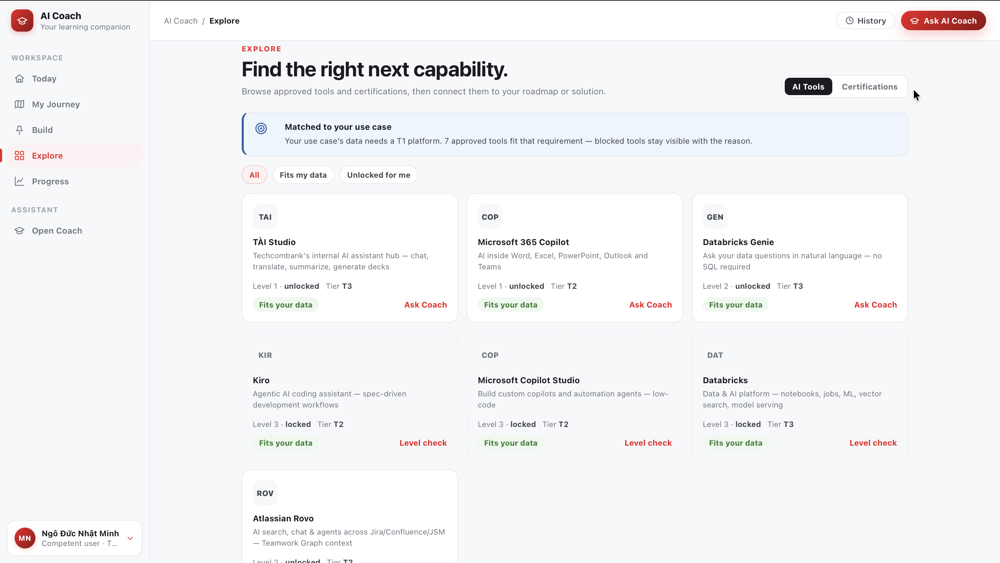 AI Coach
Your learning companion
AI Coach / Explore
History
Ask AI Coach
WORKSPACE
Today
My Journey
Build
Explore
Progress
ASSISTANT
Open Coach
Ngô Đức Nhật Minh
MN
Competent user · T...
EXPLORE
Find the right next capability.
Browse approved tools and certifications, then connect them to your roadmap or solution.
AI Tools
Certifications
Matched to your use case
Your use case’s data needs a T1 platform. 7 approved tools fit that requirement — blocked tools stay visible with the reason.
All
Fits my data
Unlocked for me
TAI
TÀI Studio
Techcombank's internal AI assistant hub — chat,
translate, summarize, generate decks
Level 1 · unlocked Tier T3
Fits your data
Ask Coach
COP
Microsoft 365 Copilot
AI inside Word, Excel, PowerPoint, Outlook and
Teams
Level 1 · unlocked Tier T2
Fits your data
Ask Coach
GEN
Databricks Genie
Ask your data questions in natural language — no
SQL required
Level 2 · unlocked Tier T3
Fits your data
Ask Coach
KIR
Kiro
Agentic AI coding assistant — spec-driven
development workflows
Level 3 · locked Tier T2
Fits your data
Level check
COP
Microsoft Copilot Studio
Build custom copilots and automation agents — low-
code
Level 3 · locked Tier T2
Fits your data
Level check
DAT
Databricks
Data & AI platform — notebooks, jobs, ML, vector
search, model serving
Level 3 · locked Tier T3
Fits your data
Level check
ROV
Atlassian Rovo
AI search, chat & agents across Jira/Confluence/JSM
— Teamwork Graph context
Level 2 · unlocked Tier T2